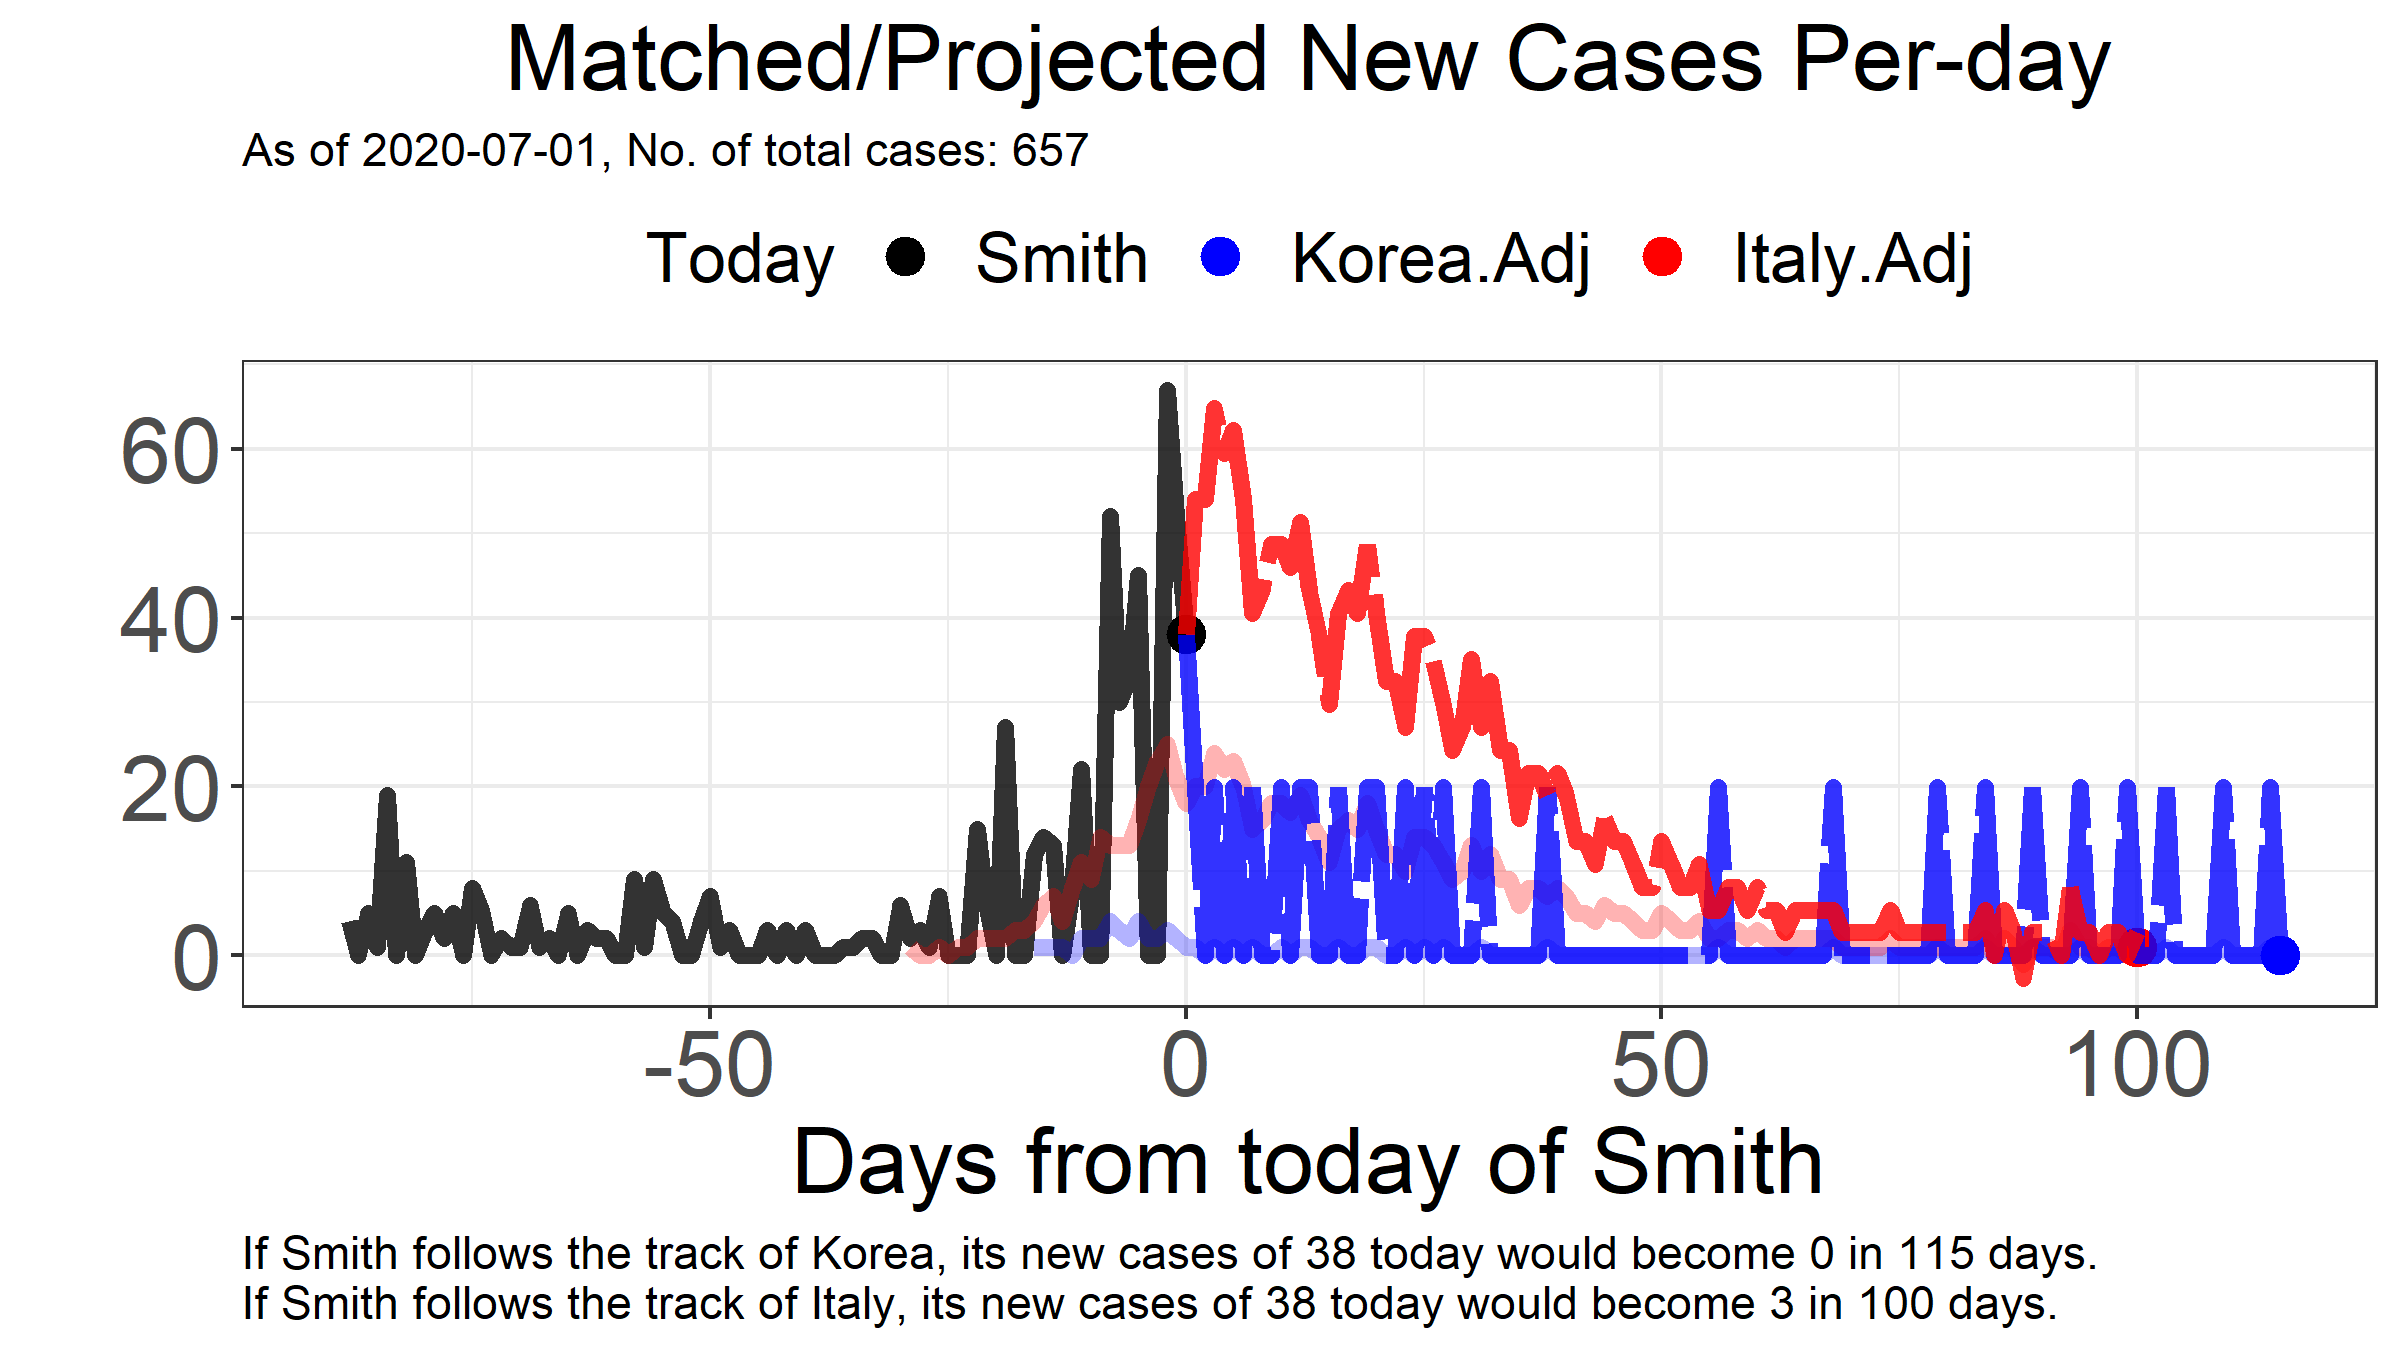 Matched/Projected New Cases Per-day
As of 2020-07-01, No. of total cases: 657
Today Smith Korea.Adj Italy.Adj
60
40
20
0
-50 0 50 100
Days from today of Smith
If Smith follows the track of Korea, its new cases of 38 today would become 0 in 115 days.
If Smith follows the track of Italy, its new cases of 38 today would become 3 in 100 days.